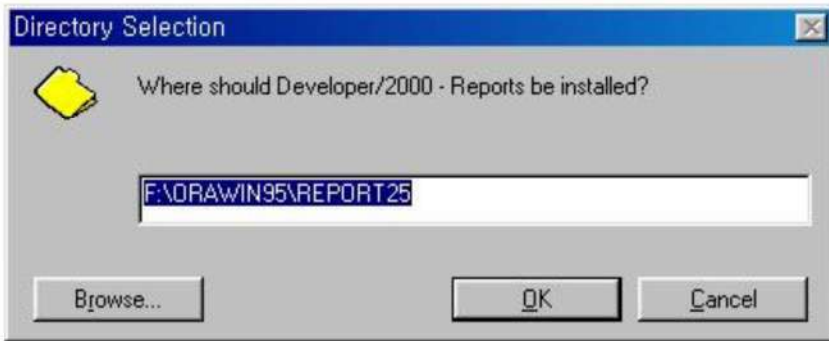 Directory Selection
Where should Developer/2000 - Reports be installed?
F:\ORAWIN95\REPORT25
Browse...
OK
Cancel